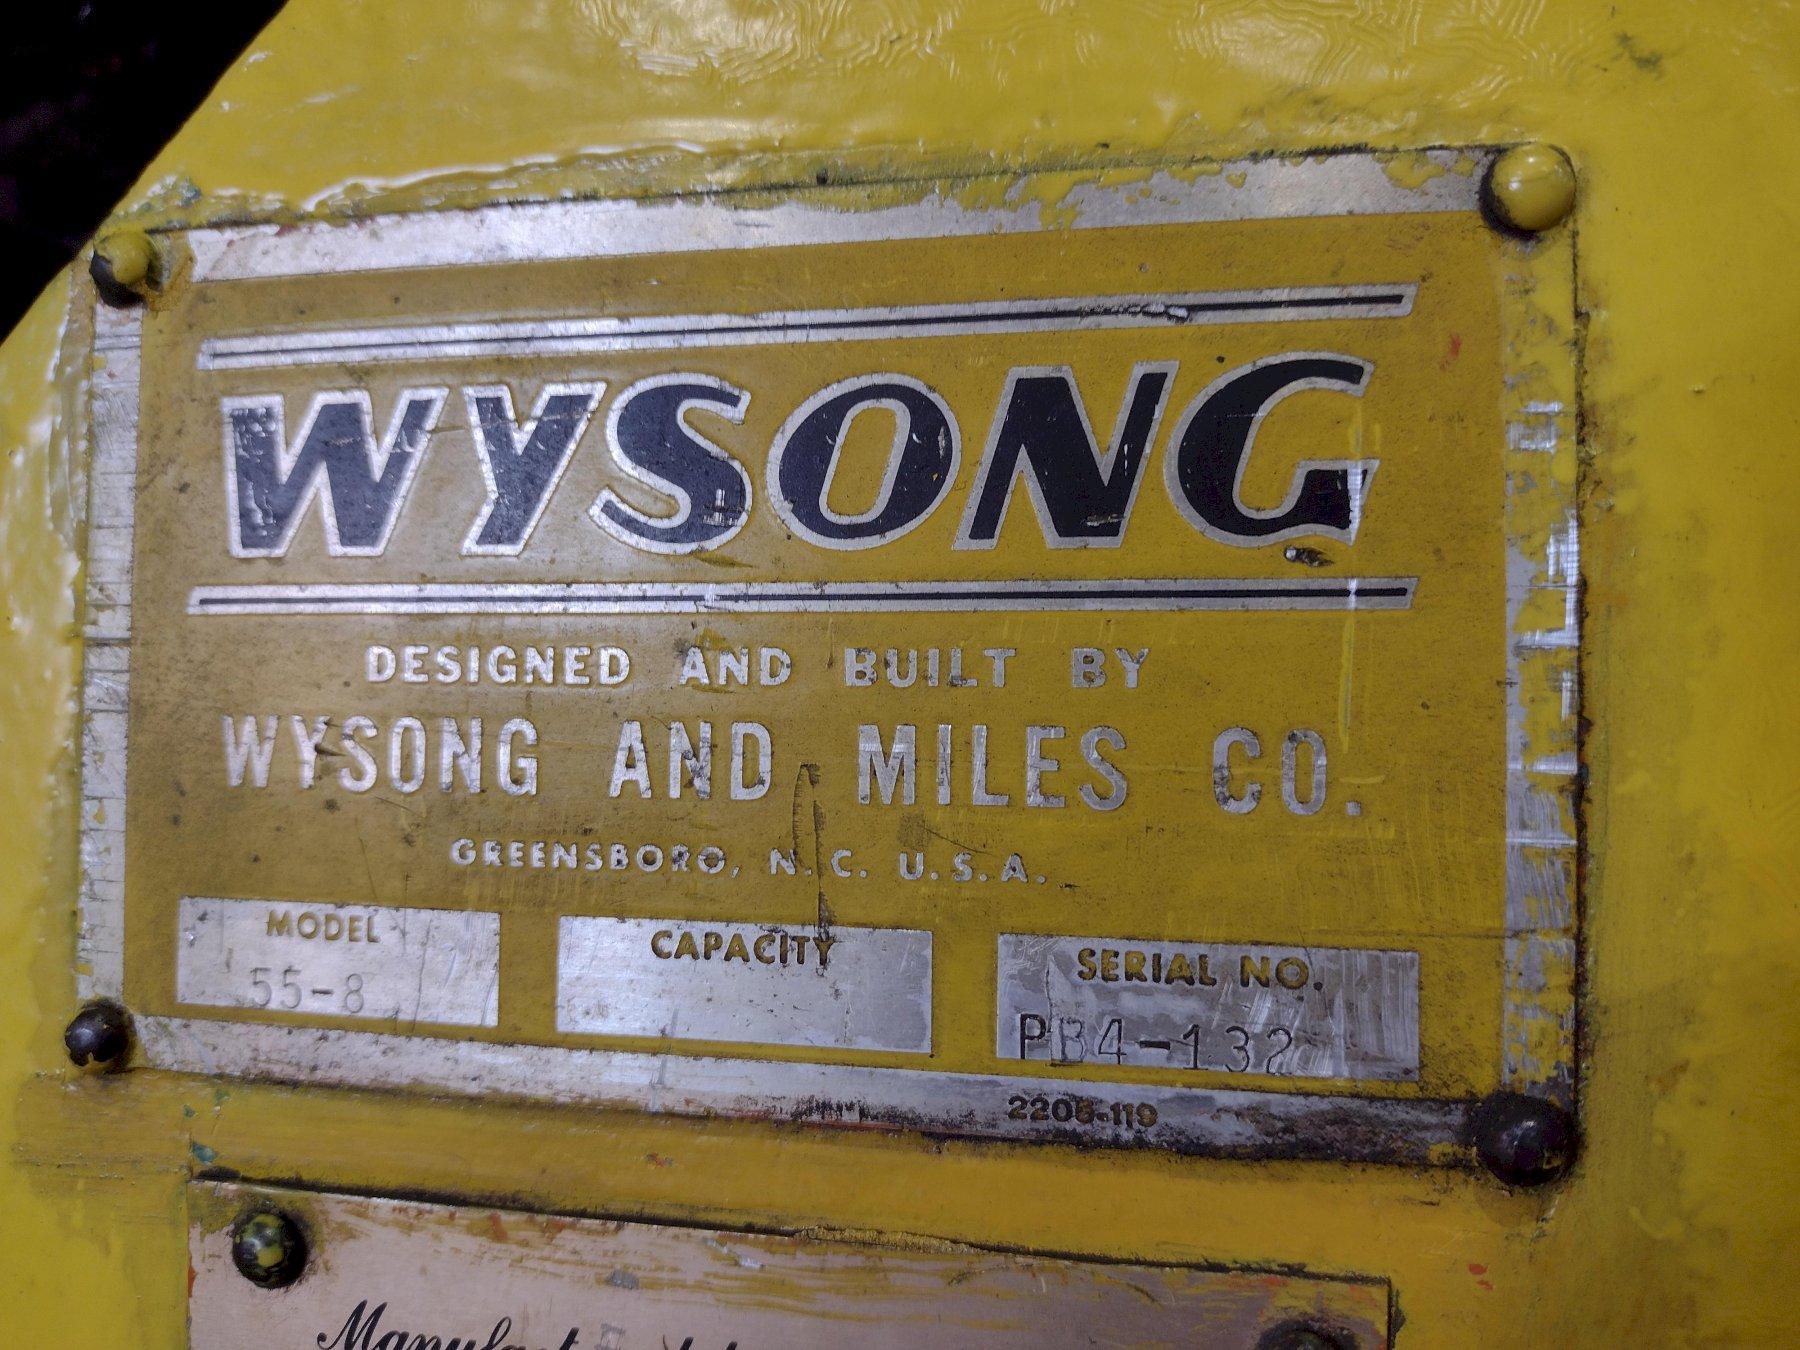 WYSONG
DESIGNED AND BUILT BY
WYSONG AND MILES CO.
GREENSBORO, N.C. U.S.A.
MODEL
55-8
CAPACITY
SERIAL NO.
PB4-132
2208-119